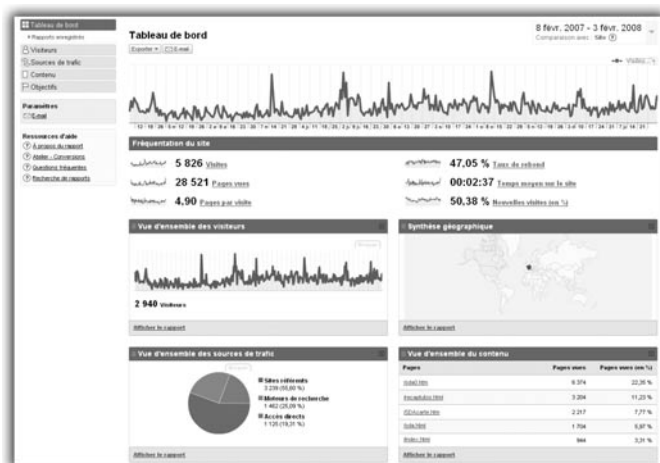 Tableau de bord
Rapports enregistrés
Visiteurs
Sources de trafic
Contenu
Objectifs
Paramètres
E-mail
Ressources d'aide
À propos du rapport
Atelier - Conversions
Questions fréquentes
Recherche de rapports
Tableau de bord
8 févr. 2007 - 3 févr. 2008
Comparaison avec : Site
Exporter
E-mail
Visites
Fréquentation du site
5 826 Visites
28 521 Pages vues
4,90 Pages par visite
47,05 % Taux de rebond
00:02:37 Temps moyen sur le site
50,38 % Nouvelles visites (en %)
Vue d'ensemble des visiteurs
2 940 Visiteurs
Afficher le rapport
Synthèse géographique
Afficher le rapport
Vue d'ensemble des sources de trafic
Sites référents
3 239 (55,60 %)
Moteurs de recherche
1 462 (25,09 %)
Accès directs
1 125 (19,31 %)
Afficher le rapport
Vue d'ensemble du contenu
Pages Pages vues Pages vues (en %)
6 374 22,35 %
3 204 11,23 %
2 217 7,77 %
1 704 5,97 %
/index.html 944 3,31 %
Afficher le rapport